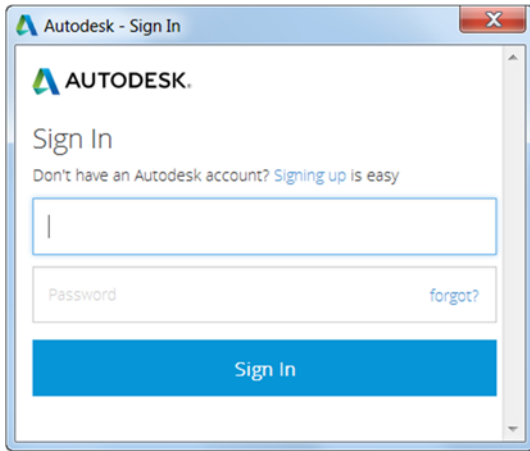 Autodesk - Sign In
AUTODESK.
Sign In
Don't have an Autodesk account? Signing up is easy
Password
forgot?
Sign In